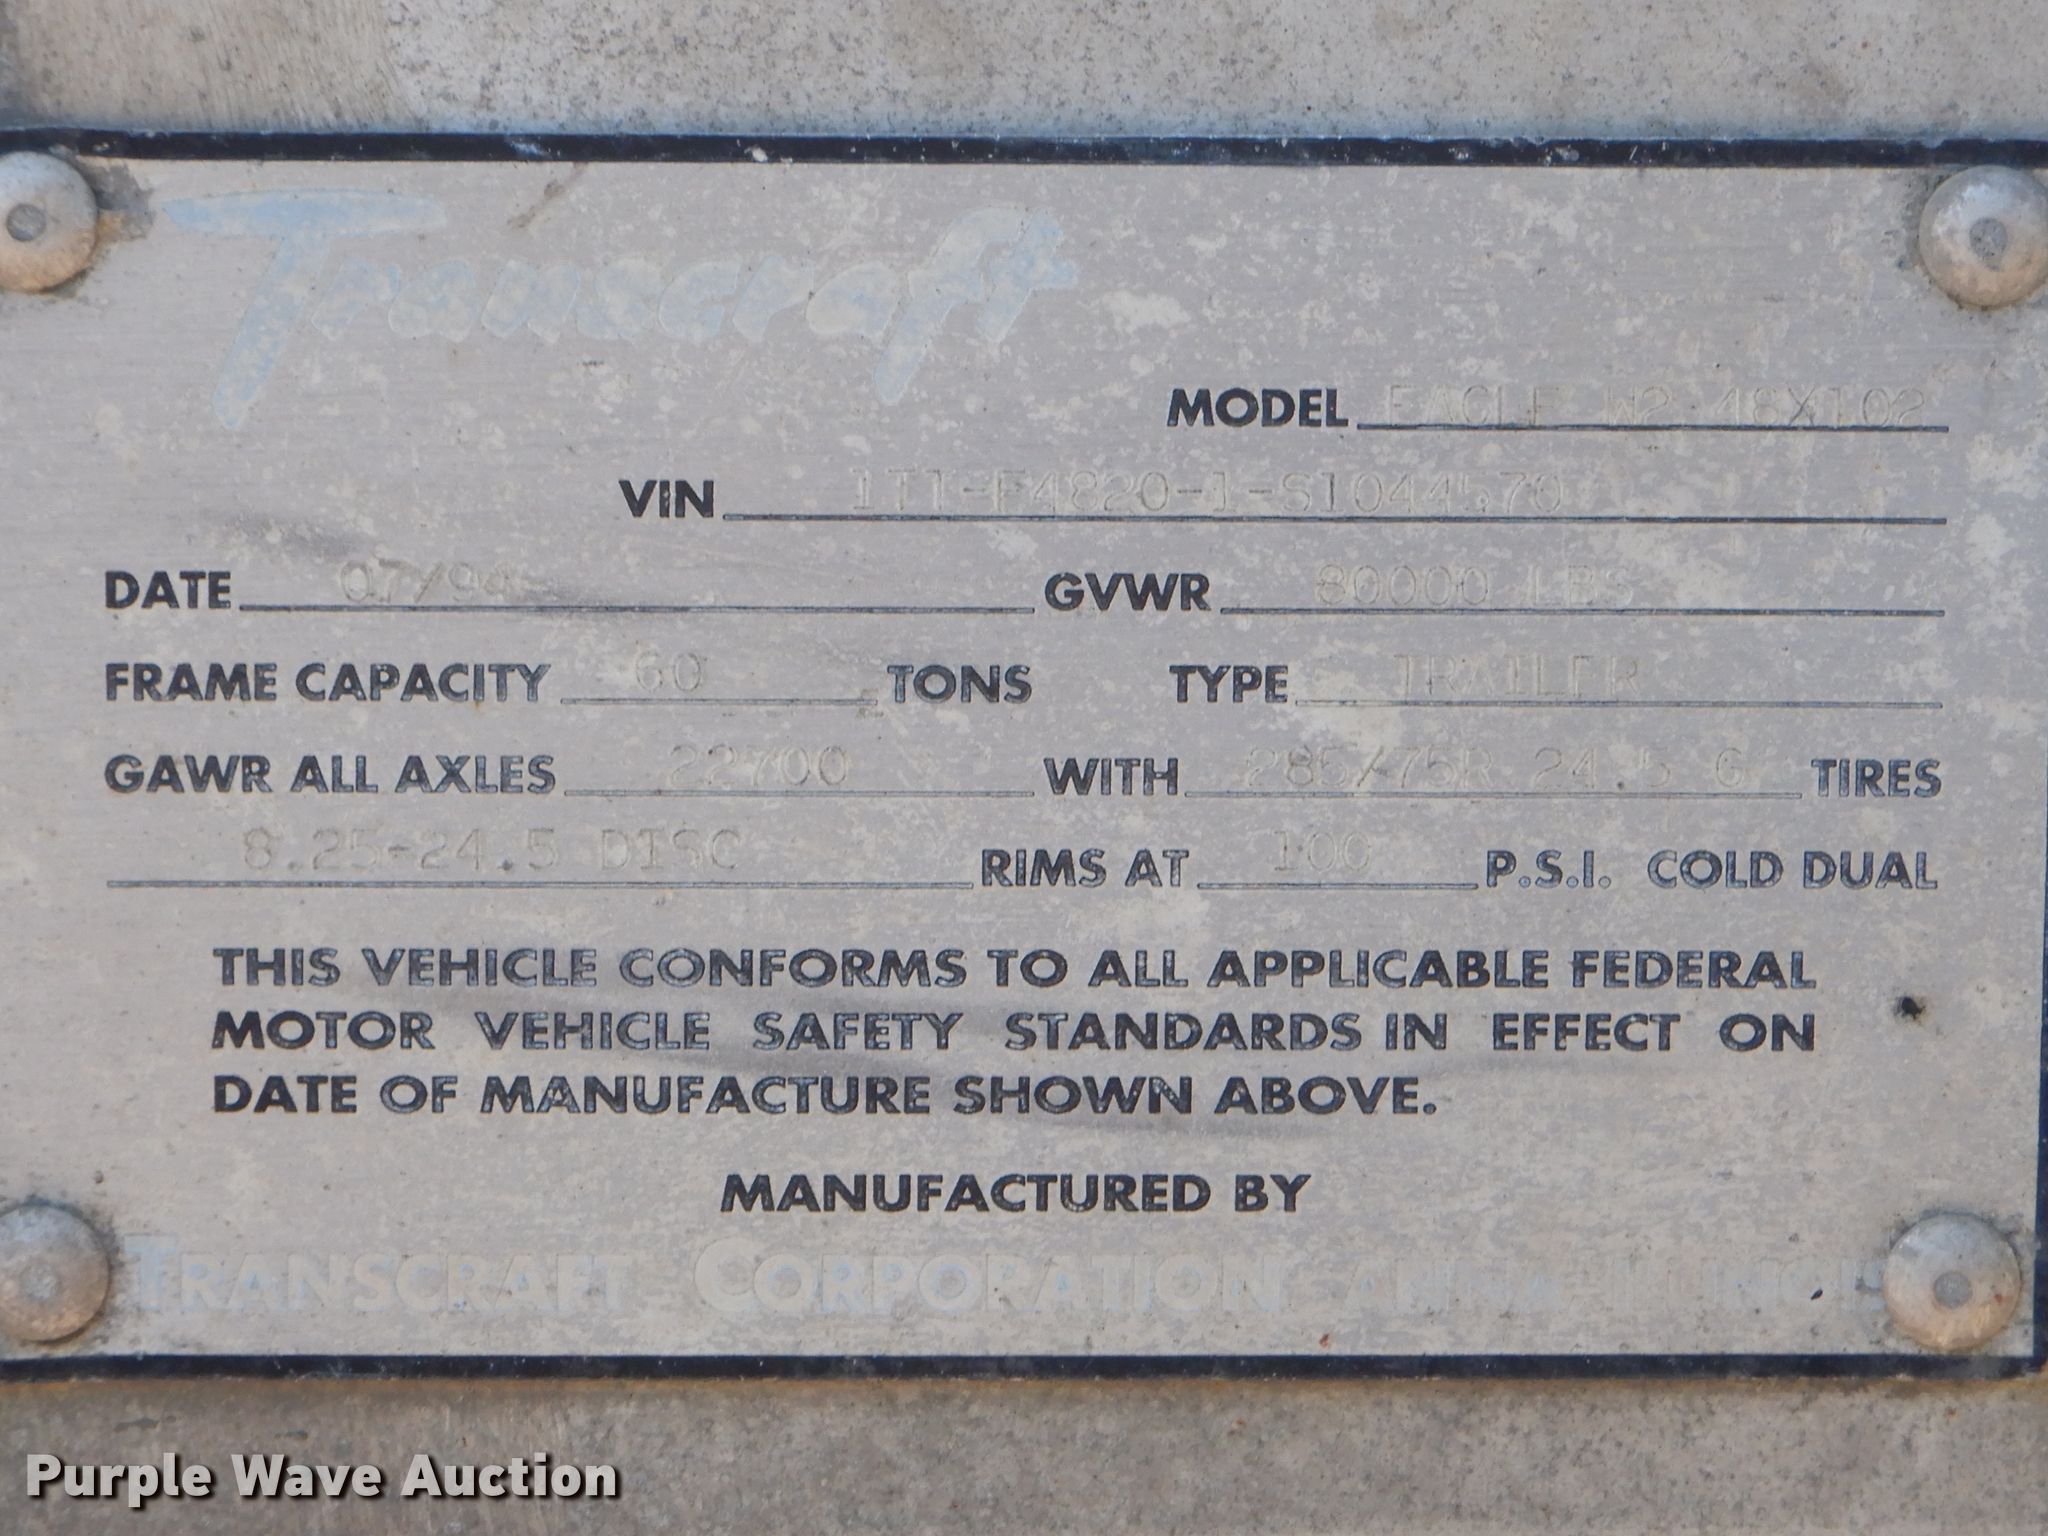 Transcraft
MODEL EAGLE W2 48X102
VIN 1TT-F4820-1-S1044570
DATE 07/94 GVWR 80000 LBS
FRAME CAPACITY 60 TONS TYPE TRAILER
GAWR ALL AXLES 22700 WITH 285/75R 24.5 G TIRES
8.25-24.5 DISC RIMS AT 100 P.S.I. COLD DUAL
THIS VEHICLE CONFORMS TO ALL APPLICABLE FEDERAL
MOTOR VEHICLE SAFETY STANDARDS IN EFFECT ON
DATE OF MANUFACTURE SHOWN ABOVE.
MANUFACTURED BY
TRANSCRAFT CORPORATION - ANNA, ILLINOIS
Purple Wave Auction